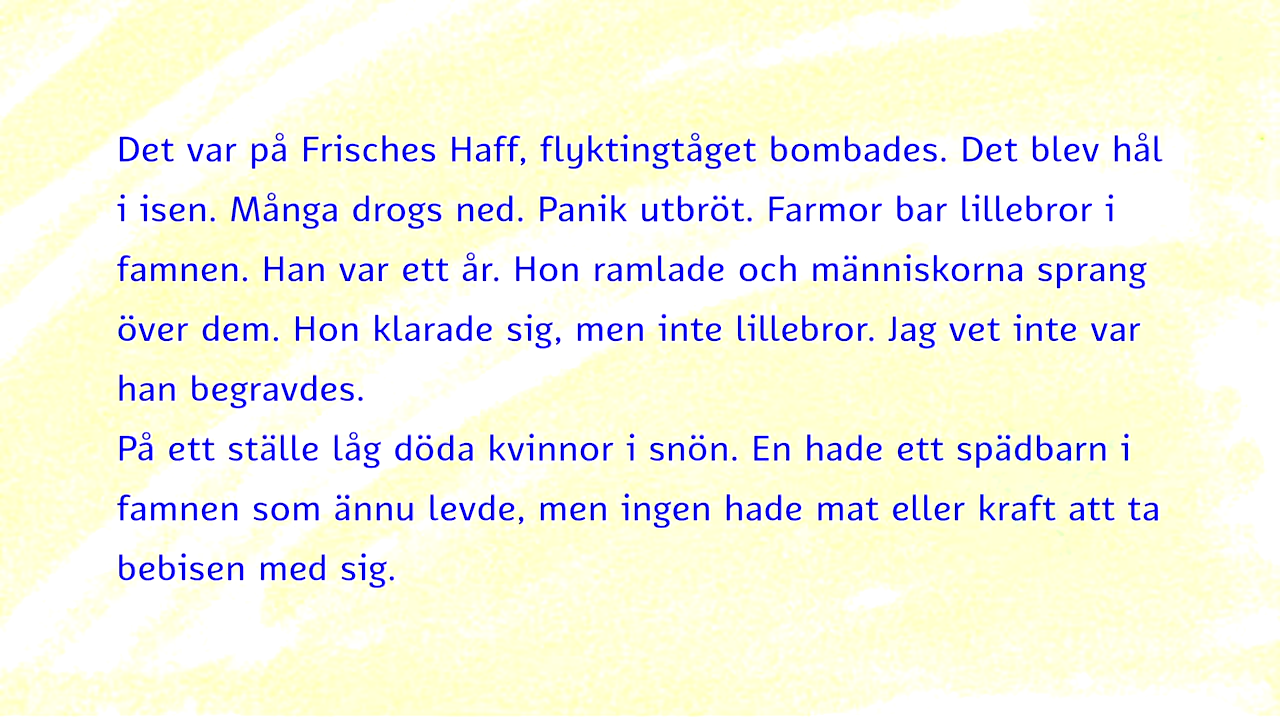 Det var på Frisches Haff, flyktingtåget bombades. Det blev hål
i isen. Många drogs ned. Panik utbröt. Farmor bar lillebror i
famnen. Han var ett år. Hon ramlade och människorna sprang
över dem. Hon klarade sig, men inte lillebror. Jag vet inte var
han begravdes.
På ett ställe låg döda kvinnor i snön. En hade ett spädbarn i
famnen som ännu levde, men ingen hade mat eller kraft att ta
bebisen med sig.